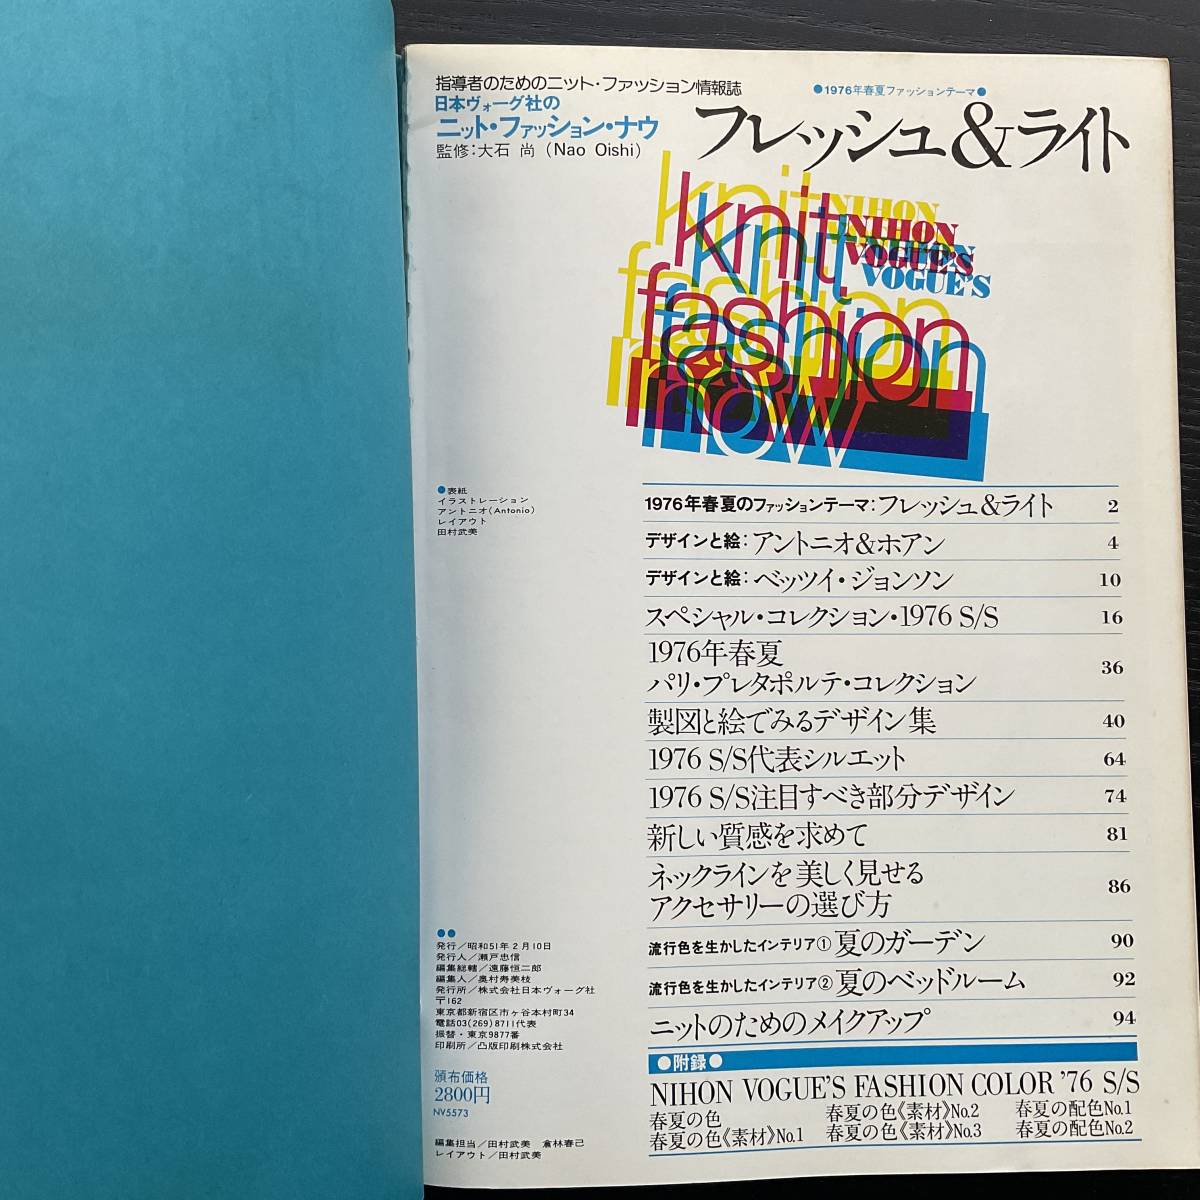 指導者のためのニット・ファッション情報誌
日本ヴォーグ社の
ニット・ファッション・ナウ
監修:大石 尚 (Nao Oishi)
●1976年春夏ファッションテーマ●
フレッシュ&ライト
knit
NIHON
NIHON
VOGUE'S
VOGUE'S
fashion
now
●表紙
イラストレーション
アントニオ(Antonio)
レイアウト
田村武美
1976年春夏のファッションテーマ:フレッシュ&ライト 2
デザインと絵:アントニオ&ホアン 4
デザインと絵:ベッツイ・ジョンソン 10
スペシャル・コレクション・1976 S/S 16
1976年春夏
パリ・プレタポルテ・コレクション 36
製図と絵でみるデザイン集 40
1976 S/S代表シルエット 64
1976 S/S注目すべき部分デザイン 74
新しい質感を求めて 81
ネックラインを美しく見せる
アクセサリーの選び方 86
流行色を生かしたインテリア① 夏のガーデン 90
流行色を生かしたインテリア② 夏のベッドルーム 92
ニットのためのメイクアップ 94
●附録●
NIHON VOGUE'S FASHION COLOR '76 S/S
春夏の色 春夏の色《素材》No.2 春夏の配色No.1
春夏の色《素材》No.1 春夏の色《素材》No.3 春夏の配色No.2
●●
発行/昭和51年2月10日
発行人/瀬戸忠信
編集総轄/遠藤恒二郎
編集人/奥村寿美枝
発行所/株式会社日本ヴォーグ社
〒162
東京都新宿区市ヶ谷本村町34
電話03(269)8711代表
振替・東京9877番
印刷所/凸版印刷株式会社
頒布価格
2800円
NV5573
編集担当/田村武美 倉林春己
レイアウト/田村武美